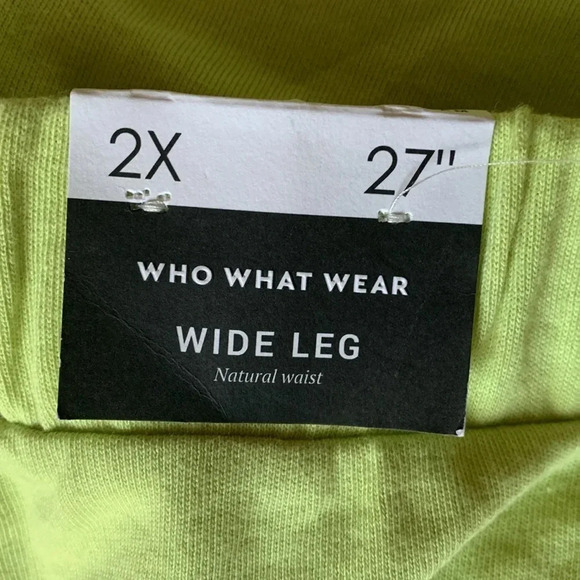 2X 27"
WHO WHAT WEAR
WIDE LEG
Natural waist